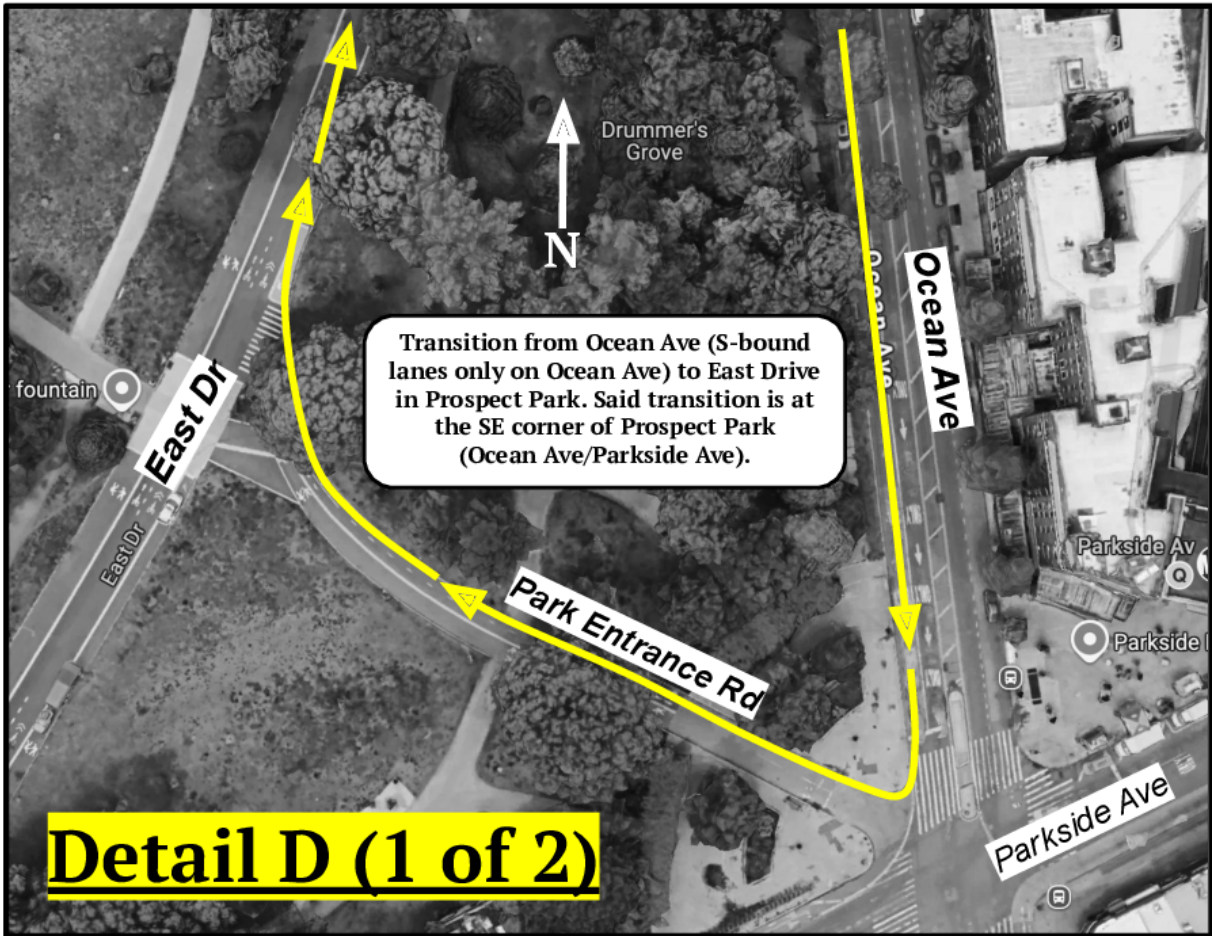 Drummer's
Grove
N
Ocean Ave
Ocean Ave
Transition from Ocean Ave (S-bound
lanes only on Ocean Ave) to East Drive
in Prospect Park. Said transition is at
the SE corner of Prospect Park
(Ocean Ave/Parkside Ave).
fountain
East Dr
East Dr
Parkside Av
Q
Park Entrance Rd
Parkside
Parkside Ave
Detail D (1 of 2)